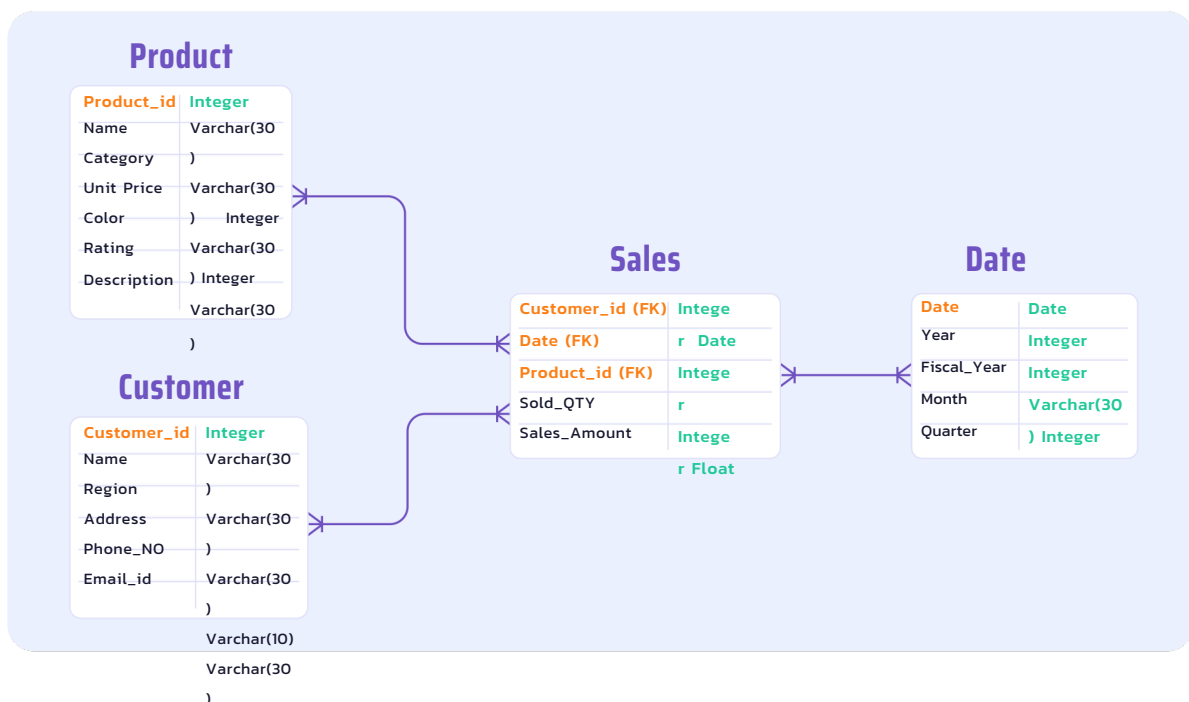 Product
Product_id Integer
Name Varchar(30
Category )
Unit Price Varchar(30
Color ) Integer
Rating Varchar(30
Description ) Integer
Varchar(30
)
Customer
Customer_id Integer
Name Varchar(30
Region )
Address Varchar(30
Phone_NO )
Email_id Varchar(30
)
Varchar(10)
Varchar(30
)
Sales
Customer_id (FK) Intege
Date (FK) r Date
Product_id (FK) Intege
Sold_QTY r
Sales_Amount Intege
r Float
Date
Date Date
Year Integer
Fiscal_Year Integer
Month Varchar(30
Quarter ) Integer